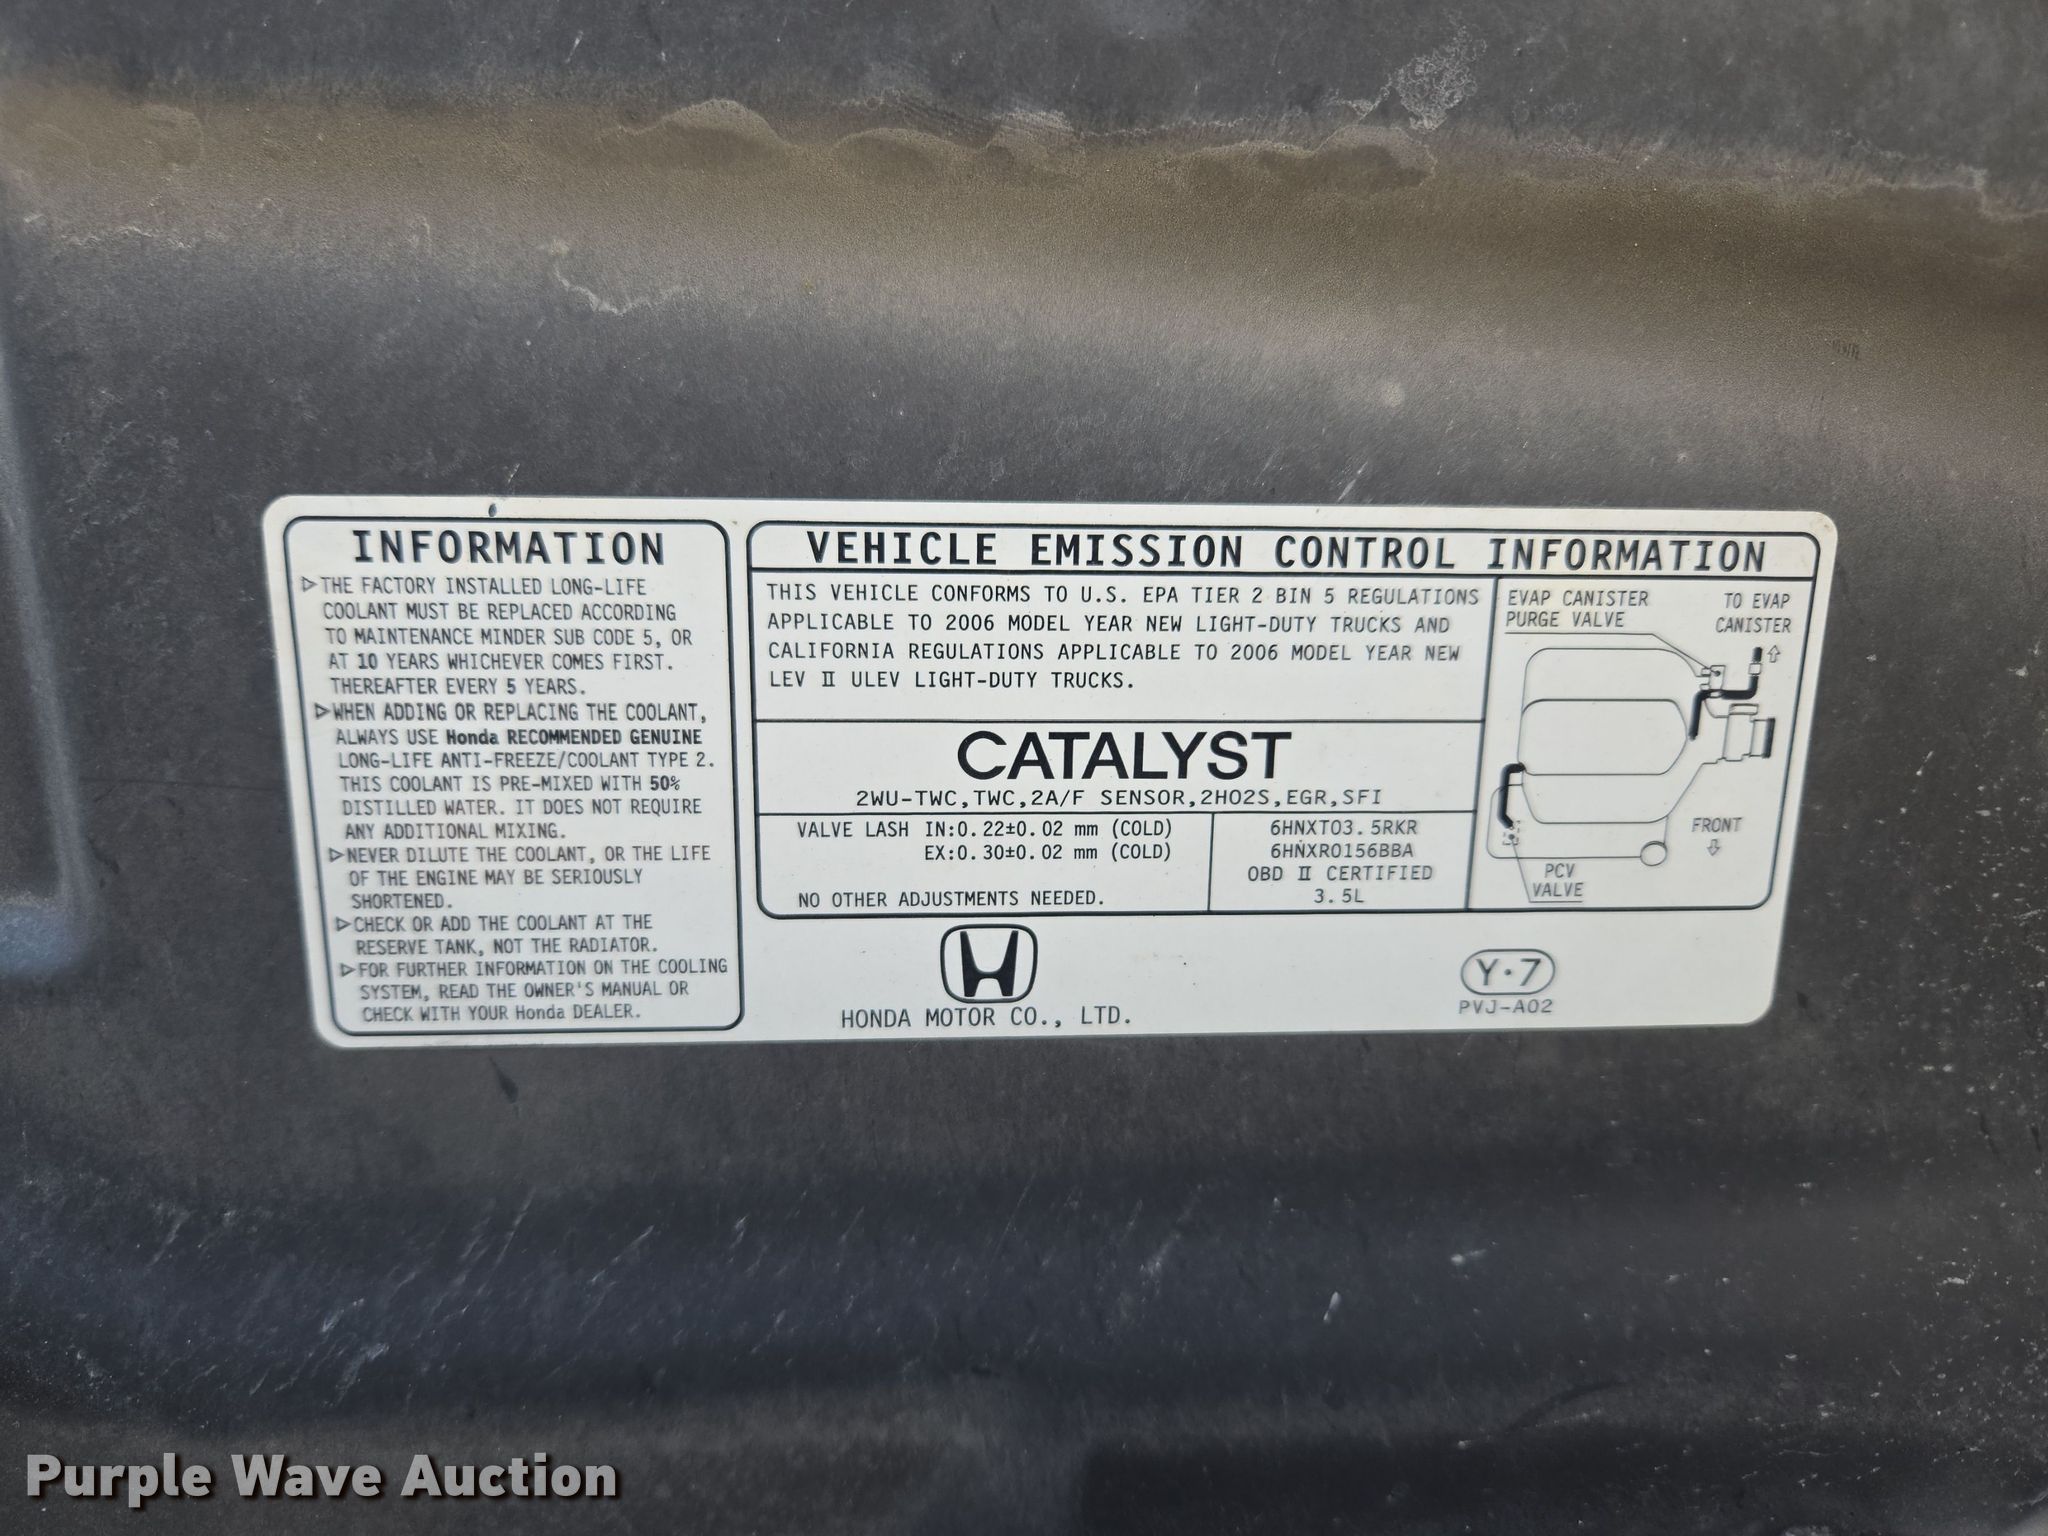 INFORMATION
▷THE FACTORY INSTALLED LONG-LIFE
COOLANT MUST BE REPLACED ACCORDING
TO MAINTENANCE MINDER SUB CODE 5, OR
AT 10 YEARS WHICHEVER COMES FIRST.
THEREAFTER EVERY 5 YEARS.
▷WHEN ADDING OR REPLACING THE COOLANT,
ALWAYS USE Honda RECOMMENDED GENUINE
LONG-LIFE ANTI-FREEZE/COOLANT TYPE 2.
THIS COOLANT IS PRE-MIXED WITH 50%
DISTILLED WATER. IT DOES NOT REQUIRE
ANY ADDITIONAL MIXING.
▷NEVER DILUTE THE COOLANT, OR THE LIFE
OF THE ENGINE MAY BE SERIOUSLY
SHORTENED.
▷CHECK OR ADD THE COOLANT AT THE
RESERVE TANK, NOT THE RADIATOR.
▷FOR FURTHER INFORMATION ON THE COOLING
SYSTEM, READ THE OWNER'S MANUAL OR
CHECK WITH YOUR Honda DEALER.
VEHICLE EMISSION CONTROL INFORMATION
THIS VEHICLE CONFORMS TO U.S. EPA TIER 2 BIN 5 REGULATIONS
APPLICABLE TO 2006 MODEL YEAR NEW LIGHT-DUTY TRUCKS AND
CALIFORNIA REGULATIONS APPLICABLE TO 2006 MODEL YEAR NEW
LEV II ULEV LIGHT-DUTY TRUCKS.
CATALYST
2WU-TWC,TWC,2A/F SENSOR,2HO2S,EGR,SFI
VALVE LASH IN:0.22±0.02 mm (COLD)
EX:0.30±0.02 mm (COLD)
NO OTHER ADJUSTMENTS NEEDED.
6HNXT03.5RKR
6HNXR0156BBA
OBD II CERTIFIED
3.5L
EVAP CANISTER
PURGE VALVE
TO EVAP
CANISTER
FRONT
PCV
VALVE
HONDA MOTOR CO., LTD.
Y·7
PVJ-A02
Purple Wave Auction